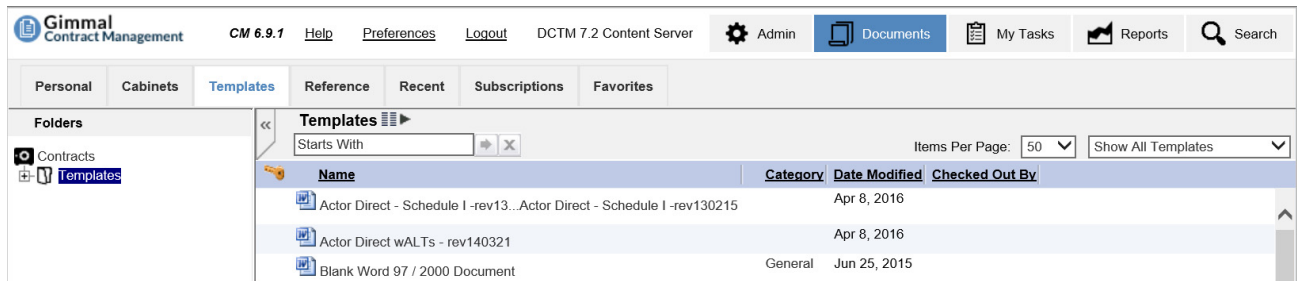 Gimmal
Contract Management
CM 6.9.1 Help Preferences Logout DCTM 7.2 Content Server Admin Documents My Tasks Reports Search
Personal Cabinets Templates Reference Recent Subscriptions Favorites
Folders
Contracts
Templates
Templates
Starts With
Items Per Page: 50 Show All Templates
Name Category Date Modified Checked Out By
Actor Direct - Schedule I -rev13...Actor Direct - Schedule I -rev130215 Apr 8, 2016
Actor Direct wALTs - rev140321 Apr 8, 2016
Blank Word 97 / 2000 Document General Jun 25, 2015